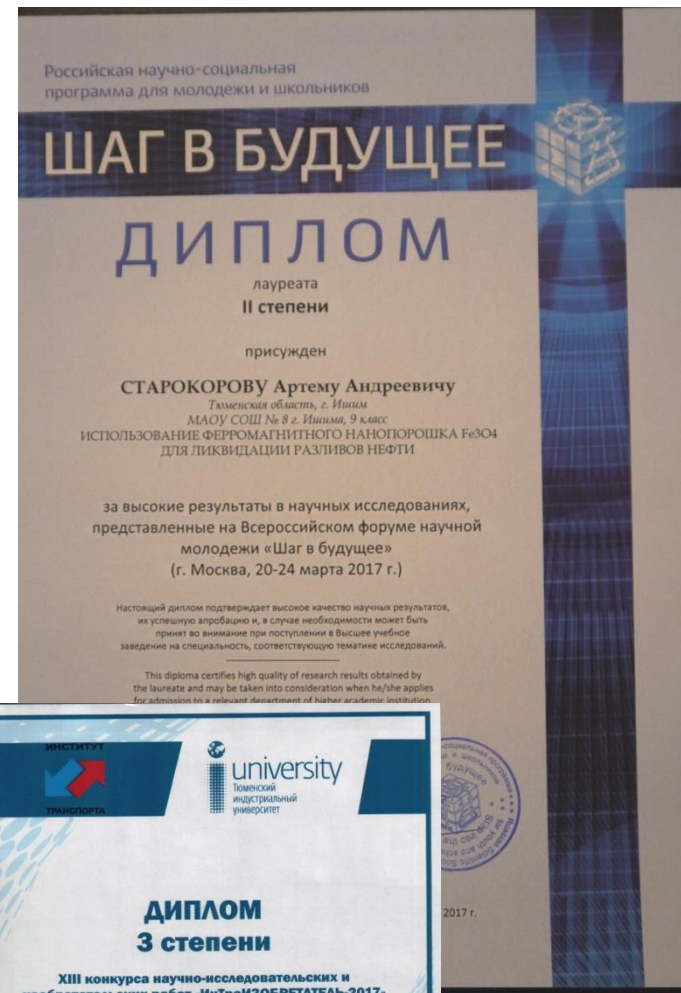 Российская научно-социальная
программа для молодежи и школьников
ШАГ В БУДУЩЕЕ
ДИПЛОМ
лауреата
II степени
присужден
СТАРОКОРОВУ Артему Андреевичу
Тюменская область, г. Ишим
МАОУ СОШ № 8 г. Ишима, 9 класс
ИСПОЛЬЗОВАНИЕ ФЕРРОМАГНИТНОГО НАНОПОРОШКА Fe3O4
ДЛЯ ЛИКВИДАЦИИ РАЗЛИВОВ НЕФТИ
за высокие результаты в научных исследованиях,
представленные на Всероссийском форуме научной
молодежи «Шаг в будущее»
(г. Москва, 20-24 марта 2017 г.)
Настоящий диплом подтверждает высокое качество научных результатов,
их успешную апробацию и, в случае необходимости может быть
принят во внимание при поступлении в Высшее учебное
заведение на специальность, соответствующую тематике исследований.
This diploma certifies high quality of research results obtained by
the laureate and may be taken into consideration when he/she applies
for admission to a relevant department of higher academic institution.
2017 г.
ИНСТИТУТ
ТРАНСПОРТА
university
Тюменский
индустриальный
университет
ДИПЛОМ
3 степени
XIII конкурса научно-исследовательских и